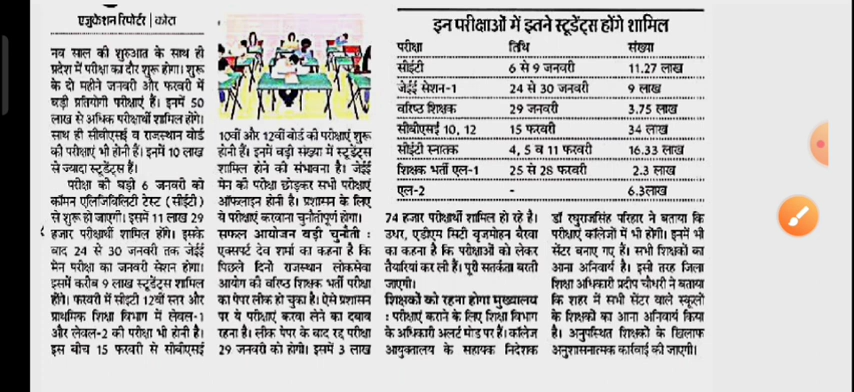 एजुकेशन रिपोर्टर | कोटा
नव साल की शुरुआत के साथ ही
प्रदेश में परीक्षा का दौर शुरू होगा। शुरू
के दो महीने जनवरी और फरवरी में
बड़ी प्रतियोगी परीक्षाएं हैं। इनमें 50
लाख से अधिक परीक्षार्थी शामिल होंगे।
साथ ही सीबीएसई व राजस्थान बोर्ड
की परीक्षाएं भी होनी हैं। इनमें 10 लाख
से ज्यादा स्टूडेंट्स हैं।
परीक्षा की घड़ी 6 जनवरी को
कॉमन एलिजिबिलिटी टेस्ट (सीईटी)
से शुरू हो जाएगी। इसमें 11 लाख 29
हजार परीक्षार्थी शामिल होंगे। इसके
बाद 24 से 30 जनवरी तक जेईई
मेन परीक्षा का जनवरी सेशन होगा।
इसमें करीब 9 लाख स्टूडेंट्स शामिल
होंगे। फरवरी में सीइटी 12वीं स्तर और
प्राथमिक शिक्षा विभाग में लेवल-1
और लेवल-2 की परीक्षा भी होनी है।
इस बीच 15 फरवरी से सीबीएसई
10वीं और 12वीं बोर्ड की परीक्षाएं शुरू
होनी हैं। इनमें बड़ी संख्या में स्टूडेंट्स
शामिल होने की संभावना है। जेईई
मेन की परीक्षा छोड़कर सभी परीक्षाएं
ऑफलाइन होनी है। प्रशासन के लिए
ये परीक्षाएं करवाना चुनौतीपूर्ण होगा।
सफल आयोजन बड़ी चुनौती :
एक्सपर्ट देव शर्मा का कहना है कि
पिछले दिनों राजस्थान लोकसेवा
आयोग की वरिष्ठ शिक्षक भर्ती परीक्षा
का पेपर लीक हो चुका है। ऐसे प्रशासन
पर ये परीक्षाएं करवा लेने का दवाब
रहना है। लीक पेपर के बाद रद्द परीक्षा
29 जनवरी को होगी। इसमें 3 लाख
इन परीक्षाओं में इतने स्टूडेंट्स होंगे शामिल
परीक्षा तिथि संख्या
सीईटी 6 से 9 जनवरी 11.27 लाख
जेईई सेशन-1 24 से 30 जनवरी 9 लाख
वरिष्ठ शिक्षक 29 जनवरी 3.75 लाख
सीबीएसई 10, 12 15 फरवरी 34 लाख
सीईटी स्नातक 4, 5 व 11 फरवरी 16.33 लाख
शिक्षक भर्ती एल-1 25 से 28 फरवरी 2.3 लाख
एल-2 - 6.3लाख
74 हजार परीक्षार्थी शामिल हो रहे है।
उधर, एडीएम सिटी वृजमोहन बैरवा
का कहना है कि परीक्षाओं को लेकर
तैयारियां कर ली हैं। पूरी सतर्कता बरती
जाएगी।
शिक्षकों को रहना होगा मुख्यालय
: परीक्षाएं कराने के लिए शिक्षा विभाग
के अधिकारी अलर्ट मोड पर हैं। कॉलेज
आयुक्तालय के सहायक निदेशक
डॉ रघुराजसिंह परिहार ने बताया कि
परीक्षाएं कॉलेजों में भी होंगी। इनमें भी
सेंटर बनाए गए हैं। सभी शिक्षकों का
आना अनिवार्य है। इसी तरह जिला
शिक्षा अधिकारी प्रदीप चौधरी ने बताया
कि शहर में सभी सेंटर वाले स्कूलों
के शिक्षकों का आना अनिवार्य किया
है। अनुपस्थित शिक्षकों के खिलाफ
अनुशासनात्मक कार्रवाई की जाएगी।